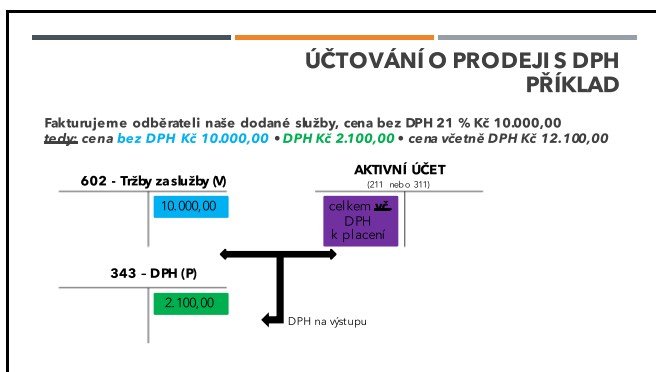 ÚČTOVÁNÍ O PRODEJI S DPH
PŘÍKLAD
Fakturujeme odběrateli naše dodané služby, cena bez DPH 21 % Kč 10.000,00
tedy: cena bez DPH Kč 10.000,00 • DPH Kč 2.100,00 • cena včetně DPH Kč 12.100,00
AKTIVNÍ ÚČET
(211 nebo 311)
602 - Tržby za služby (V)
10.000,00
celkem vč.
DPH
k placení
343 – DPH (P)
2.100,00
DPH na výstupu